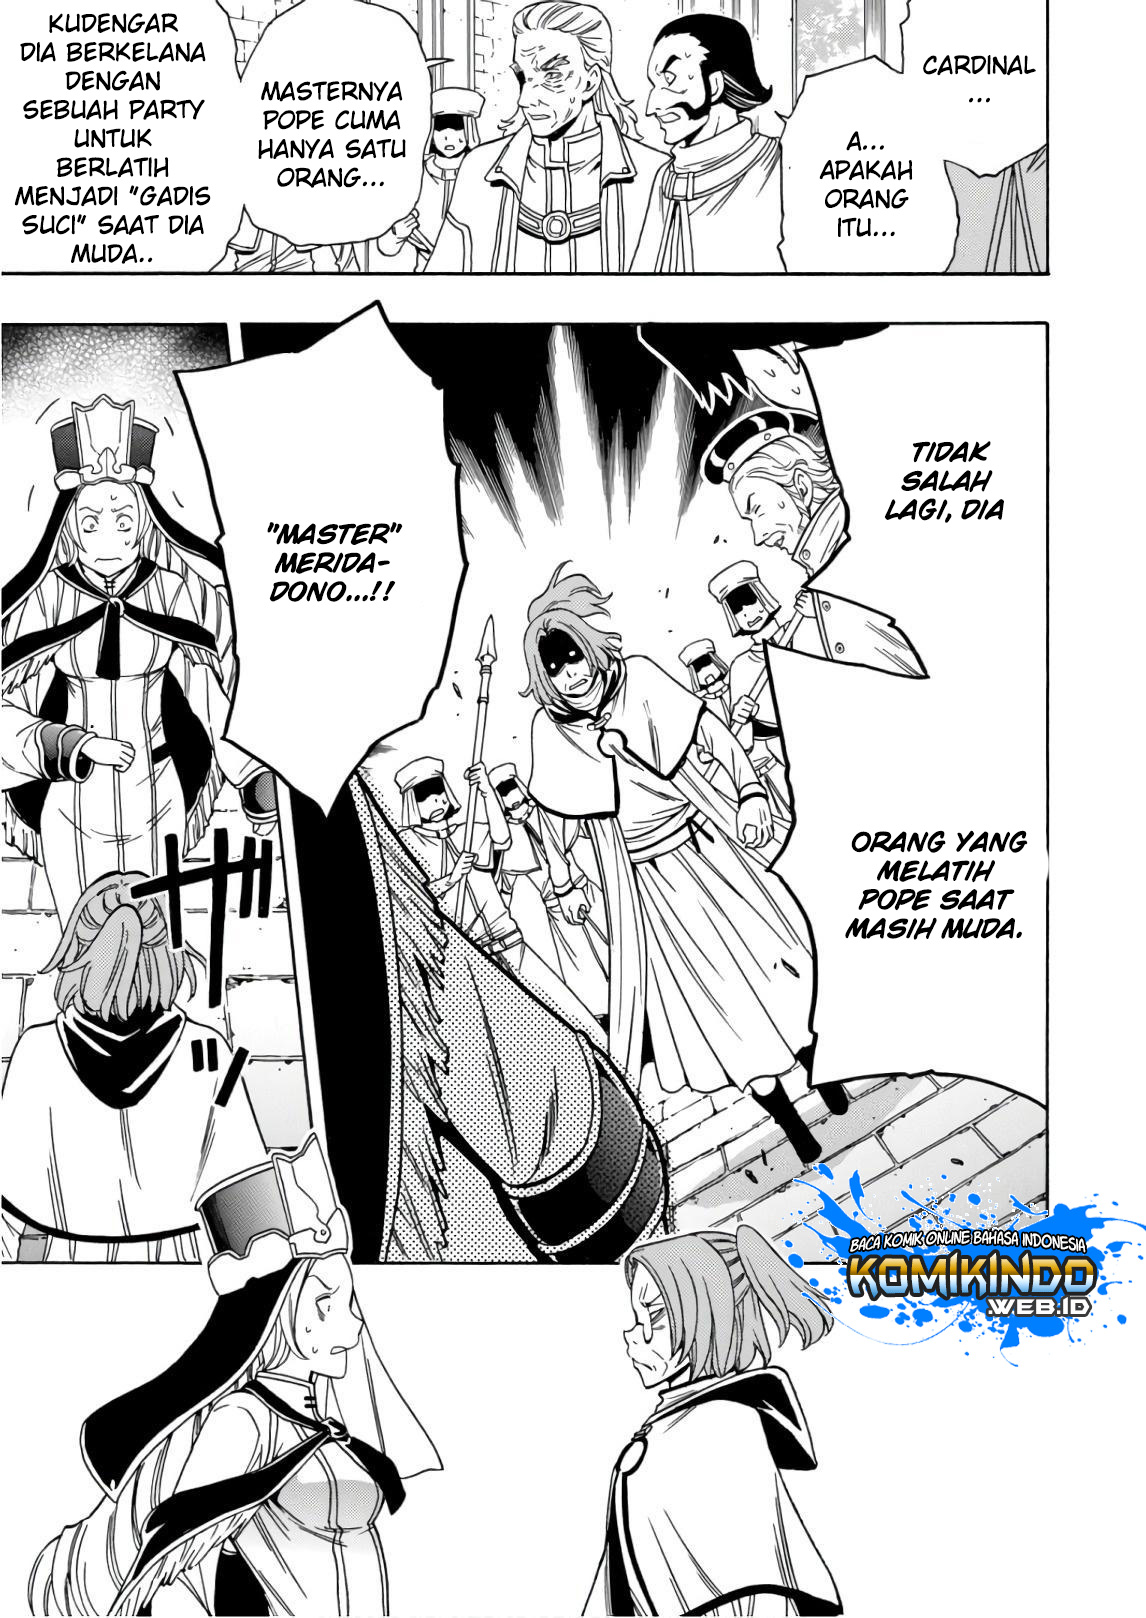 CARDINAL
...
A...
APAKAH
ORANG
ITU...
MASTERNYA
POPE CUMA
HANYA SATU
ORANG...
KUDENGAR
DIA BERKELANA
DENGAN
SEBUAH PARTY
UNTUK
BERLATIH
MENJADI "GADIS
SUCI" SAAT DIA
MUDA..
TIDAK
SALAH
LAGI, DIA
ORANG YANG
MELATIH
POPE SAAT
MASIH MUDA.
"MASTER"
MERIDA-
DONO...!!
BACA KOMIK ONLINE BAHASA INDONESIA
KOMIKINDO
.WEB.ID